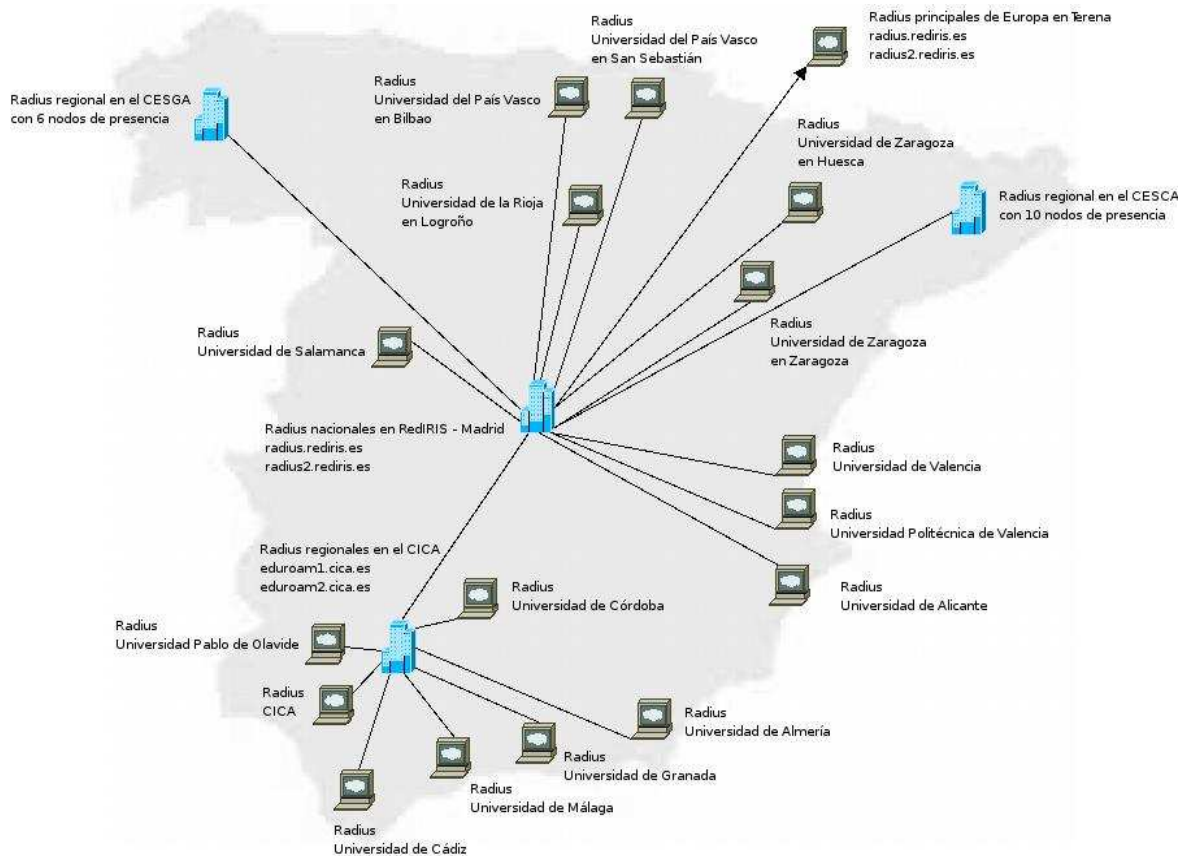 Radius
Universidad del País Vasco
en San Sebastián
Radius principales de Europa en Terena
radius.rediris.es
radius2.rediris.es
Radius
Universidad del País Vasco
en Bilbao
Radius regional en el CESGA
con 6 nodos de presencia
Radius
Universidad de Zaragoza
en Huesca
Radius
Universidad de la Rioja
en Logroño
Radius regional en el CESCA
con 10 nodos de presencia
Radius
Universidad de Salamanca
Radius
Universidad de Zaragoza
en Zaragoza
Radius nacionales en RedIRIS - Madrid
radius.rediris.es
radius2.rediris.es
Radius
Universidad de Valencia
Radius
Universidad Politécnica de Valencia
Radius regionales en el CICA
eduroam1.cica.es
eduroam2.cica.es
Radius
Universidad de Córdoba
Radius
Universidad de Alicante
Radius
Universidad Pablo de Olavide
Radius
CICA
Radius
Universidad de Almería
Radius
Universidad de Granada
Radius
Universidad de Málaga
Radius
Universidad de Cádiz